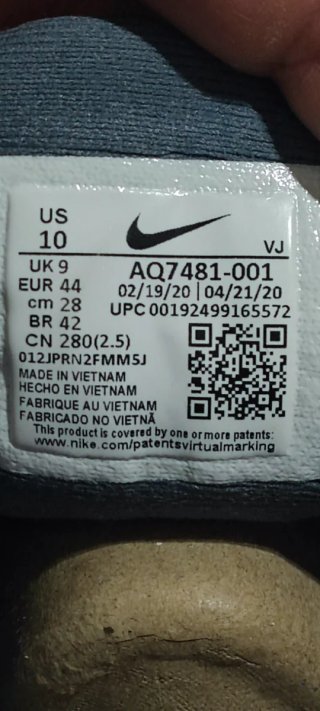 US
10
VJ
UK 9
EUR 44
cm 28
BR 42
CN 280(2.5)
AQ7481-001
02/19/20 | 04/21/20
UPC 00192499165572
012JPRN2FMM5J
MADE IN VIETNAM
HECHO EN VIETNAM
FABRIQUE AU VIETNAM
FABRICADO NO VIETNÃ
This product is covered by one or more patents:
www.nike.com/patentsvirtualmarking